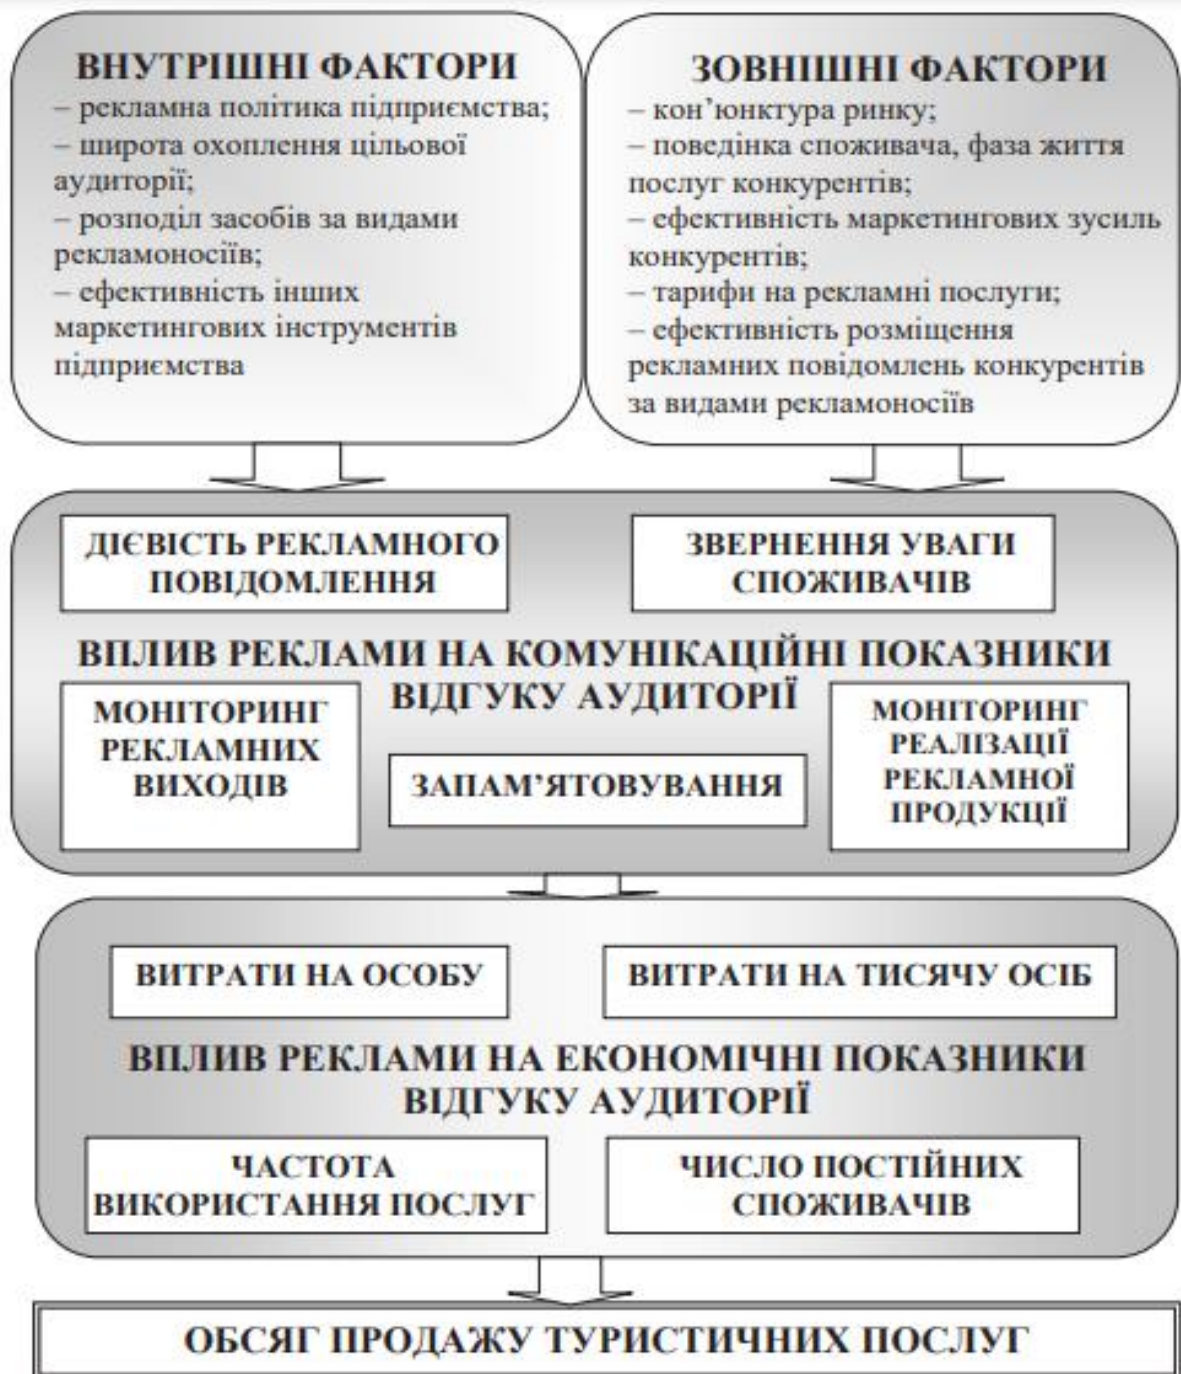 ВНУТРІШНІ ФАКТОРИ
– рекламна політика підприємства;
– широта охоплення цільової
аудиторії;
– розподіл засобів за видами
рекламоносіїв;
– ефективність інших
маркетингових інструментів
підприємства
ЗОВНІШНІ ФАКТОРИ
– кон’юнктура ринку;
– поведінка споживача, фаза життя
послуг конкурентів;
– ефективність маркетингових зусиль
конкурентів;
– тарифи на рекламні послуги;
– ефективність розміщення
рекламних повідомлень конкурентів
за видами рекламоносіїв
ДІЄВІСТЬ РЕКЛАМНОГО
ПОВІДОМЛЕННЯ
ЗВЕРНЕННЯ УВАГИ
СПОЖИВАЧІВ
ВПЛИВ РЕКЛАМИ НА КОМУНІКАЦІЙНІ ПОКАЗНИКИ
ВІДГУКУ АУДИТОРІЇ
МОНІТОРИНГ
РЕКЛАМНИХ
ВИХОДІВ
ЗАПАМ’ЯТОВУВАННЯ
МОНІТОРИНГ
РЕАЛІЗАЦІЇ
РЕКЛАМНОЇ
ПРОДУКЦІЇ
ВИТРАТИ НА ОСОБУ
ВИТРАТИ НА ТИСЯЧУ ОСІБ
ВПЛИВ РЕКЛАМИ НА ЕКОНОМІЧНІ ПОКАЗНИКИ
ВІДГУКУ АУДИТОРІЇ
ЧАСТОТА
ВИКОРИСТАННЯ ПОСЛУГ
ЧИСЛО ПОСТІЙНИХ
СПОЖИВАЧІВ
ОБСЯГ ПРОДАЖУ ТУРИСТИЧНИХ ПОСЛУГ